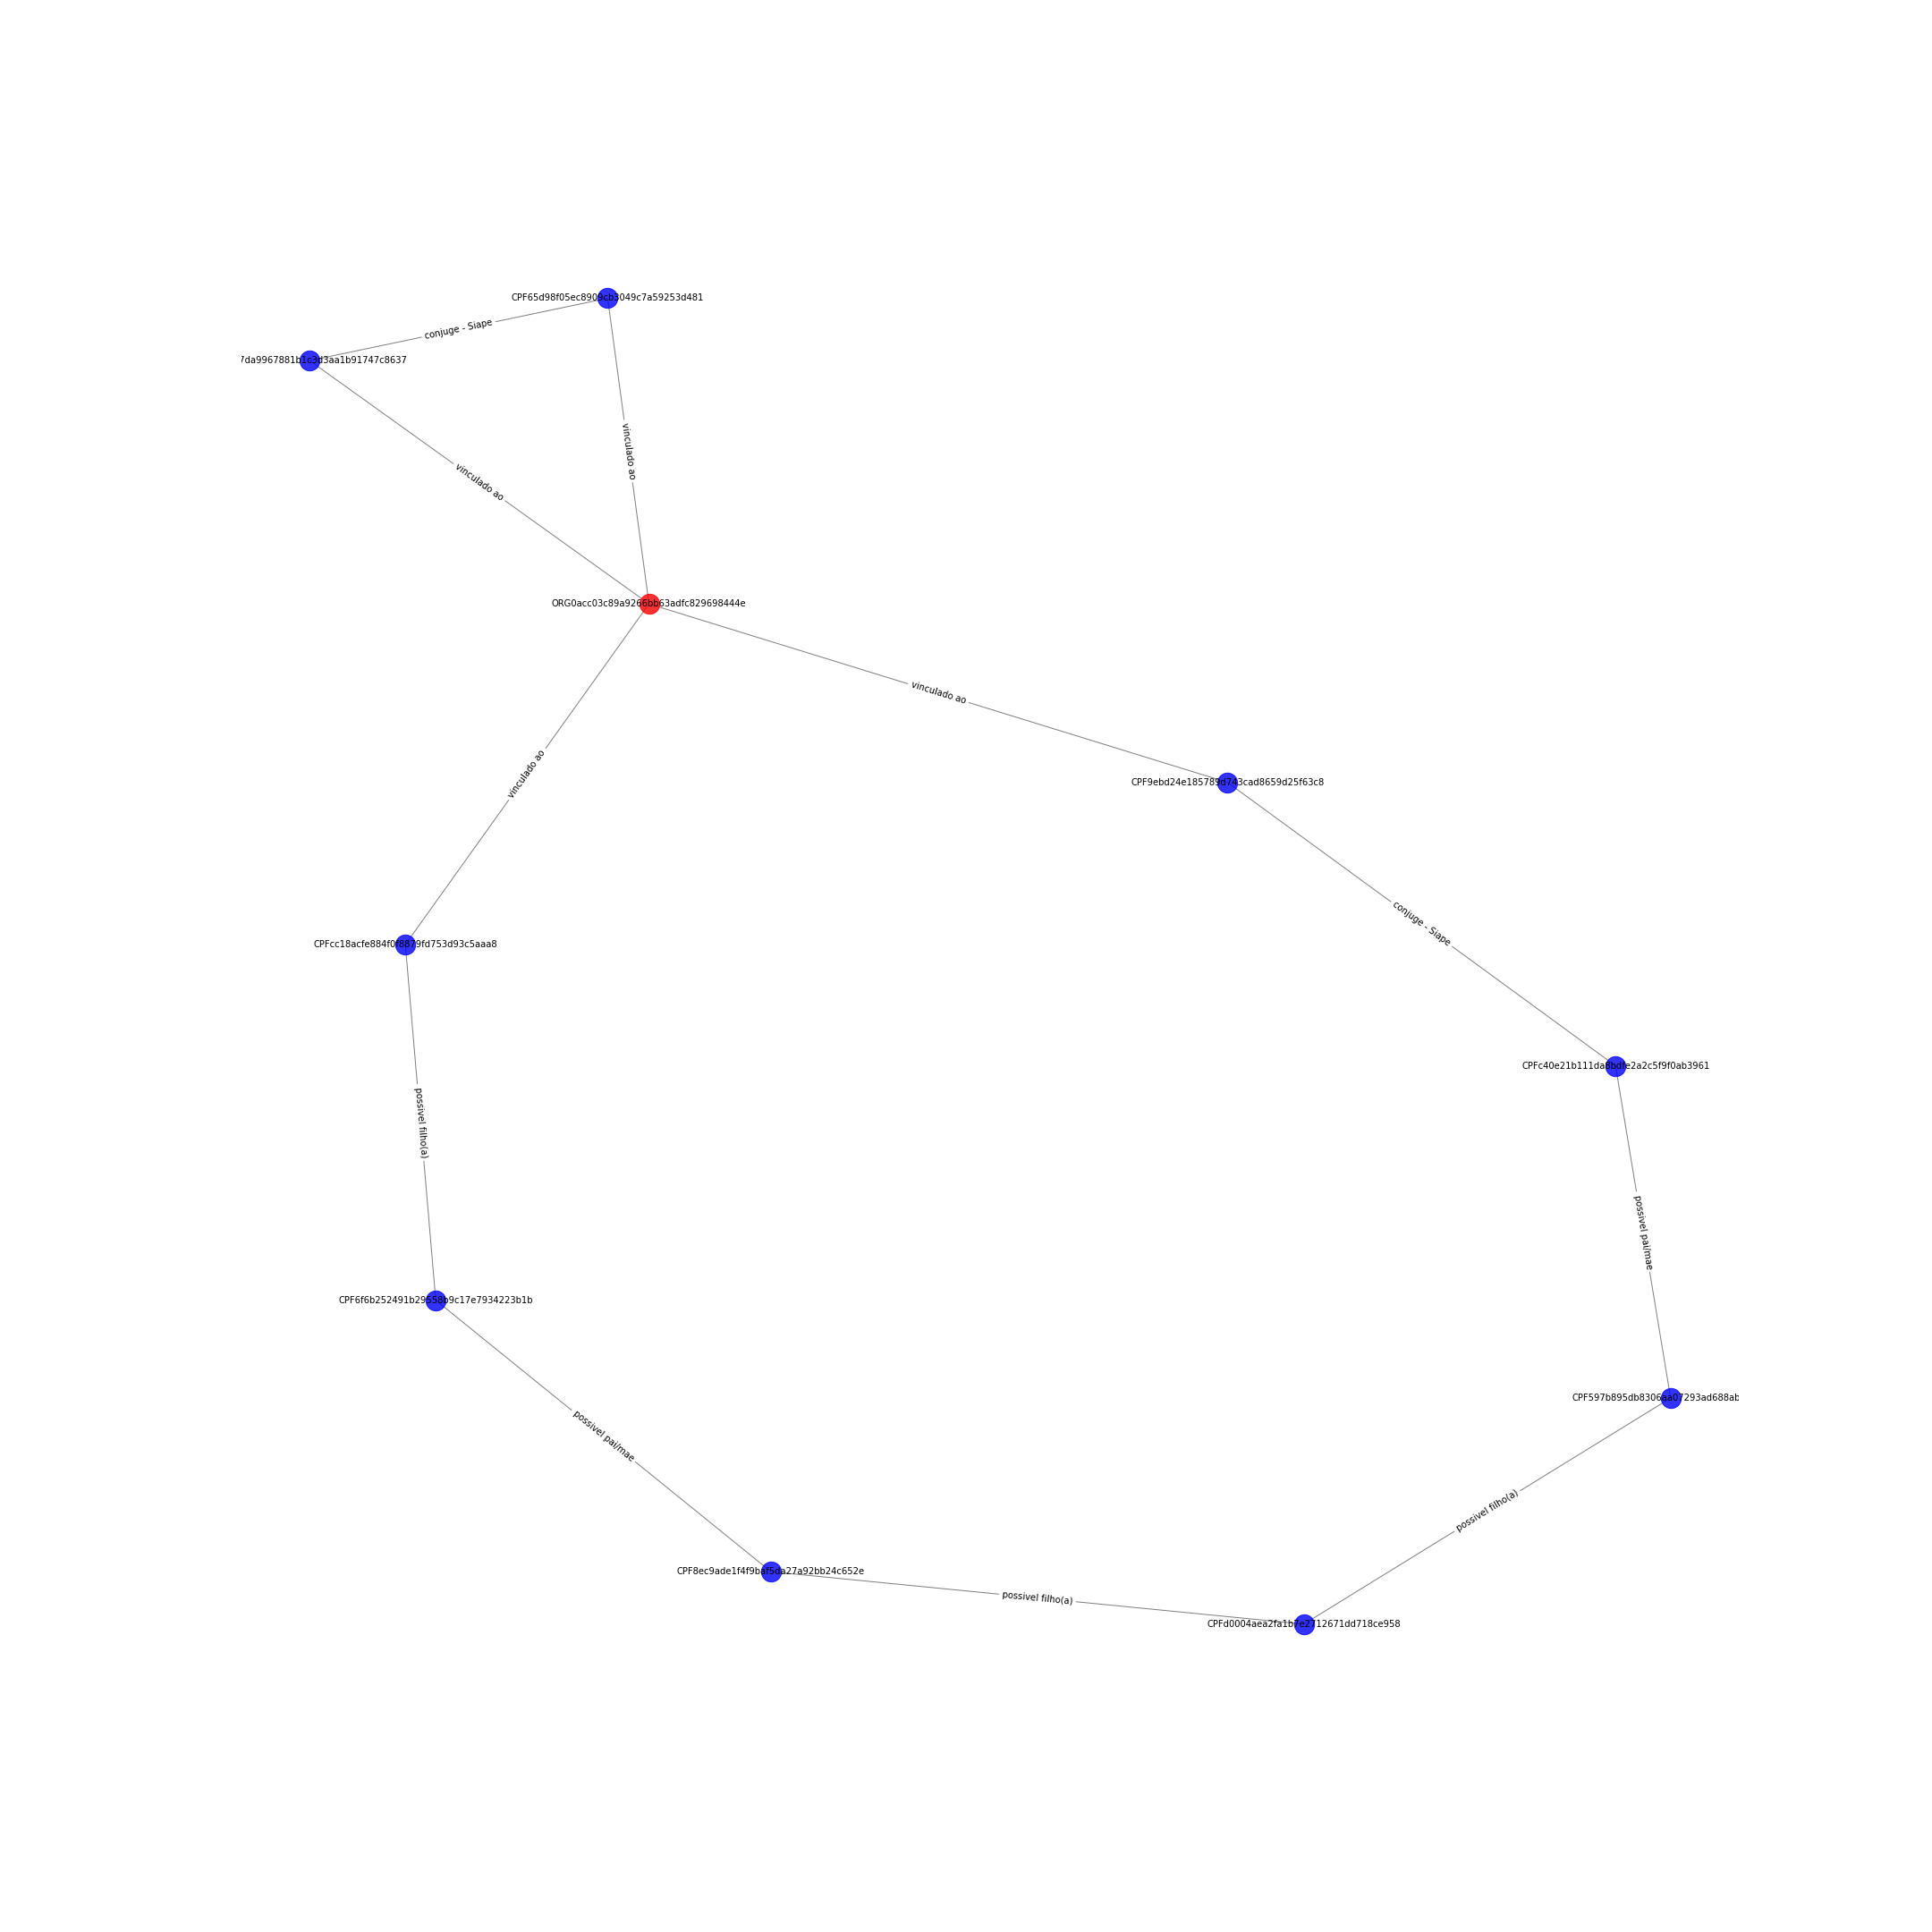 CPF65d98f05ec8909cb3049c7a59253d481
conjuge - Siape
7da9967881b1c3d3aa1b91747c8637
vinculado ao
vinculado ao
ORG0acc03c89a9266bb63adfc829698444e
vinculado ao
vinculado ao
CPF9ebd24e185789d743cad8659d25f63c8
conjuge - Siape
CPFcc18acfe884f0f8879fd753d93c5aaa8
CPFc40e21b111da8bdfe2a2c5f9f0ab3961
possivel filho(a)
possivel pai/mae
CPF6f6b252491b29558b9c17e7934223b1b
CPF597b895db8306aa07293ad688ab
possivel pai/mae
possivel filho(a)
CPF8ec9ade1f4f9baf5da27a92bb24c652e
possivel filho(a)
CPFd0004aea2fa1b7e2712671dd718ce958